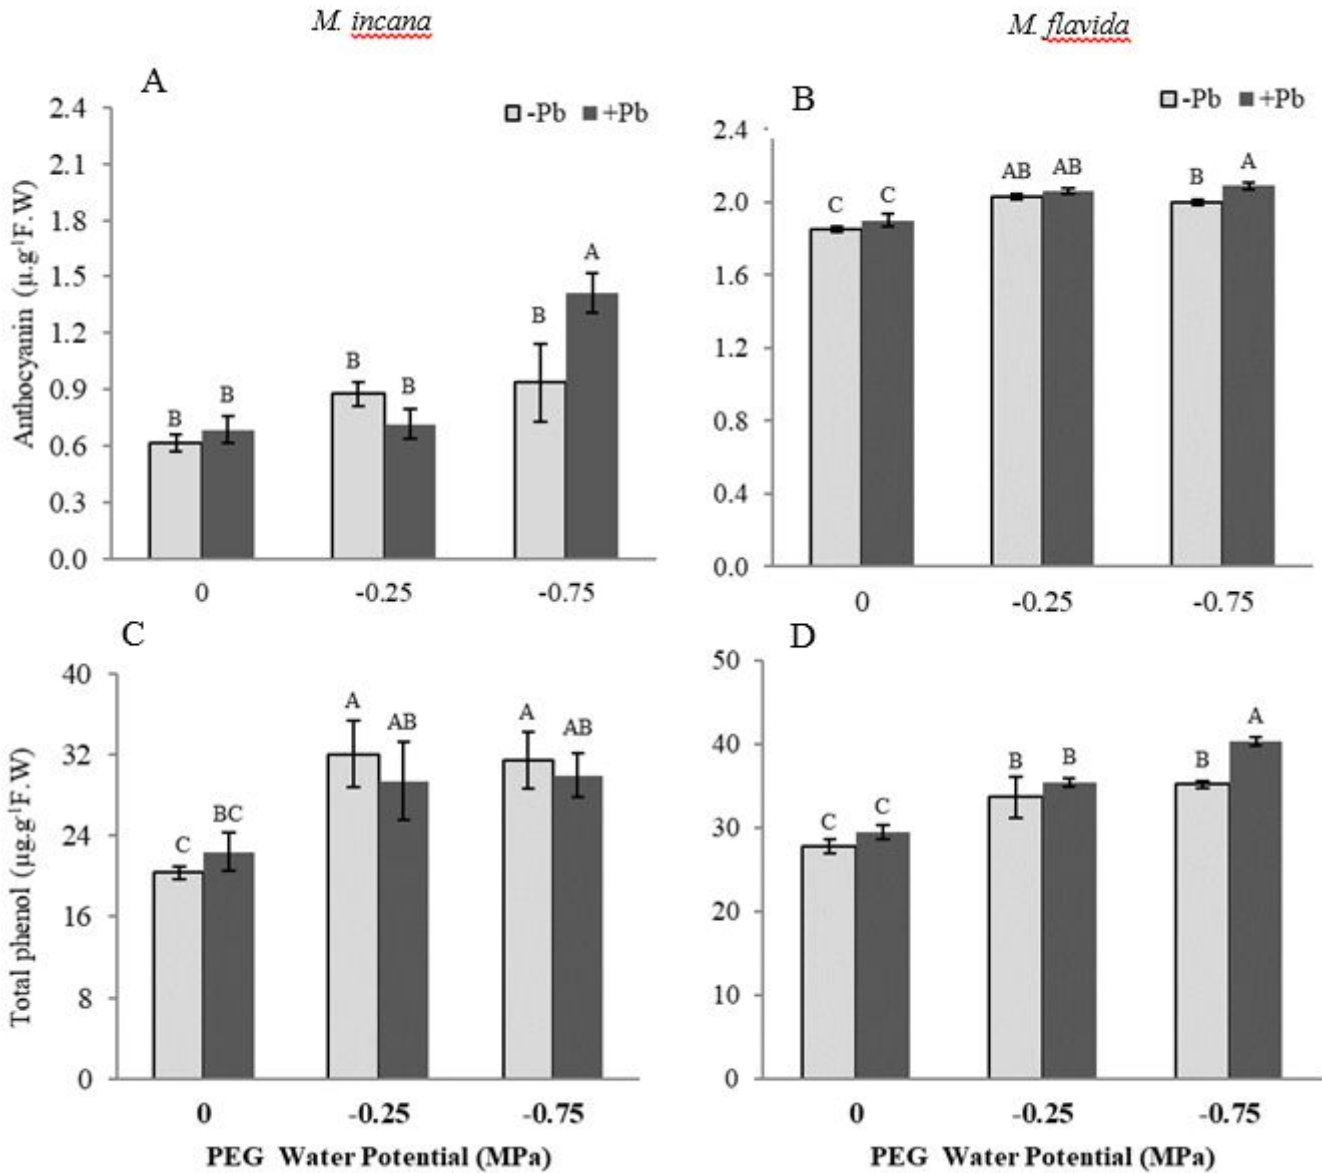 M. incana
M. flavida
A
-Pb +Pb
2.4
2.1
1.8
1.5
1.2
0.9
0.6
0.3
0.0
Anthocyanin (μ.g⁻¹F.W)
B
B
B
B
B
A
0
-0.25
-0.75
B
-Pb +Pb
2.4
2.0
1.6
1.2
0.8
0.4
0.0
C
C
AB
AB
B
A
0
-0.25
-0.75
C
40
32
24
16
8
0
Total phenol (μg.g⁻¹F.W)
C
BC
A
AB
A
AB
0
-0.25
-0.75
PEG Water Potential (MPa)
D
50
40
30
20
10
0
C
C
B
B
B
A
0
-0.25
-0.75
PEG Water Potential (MPa)